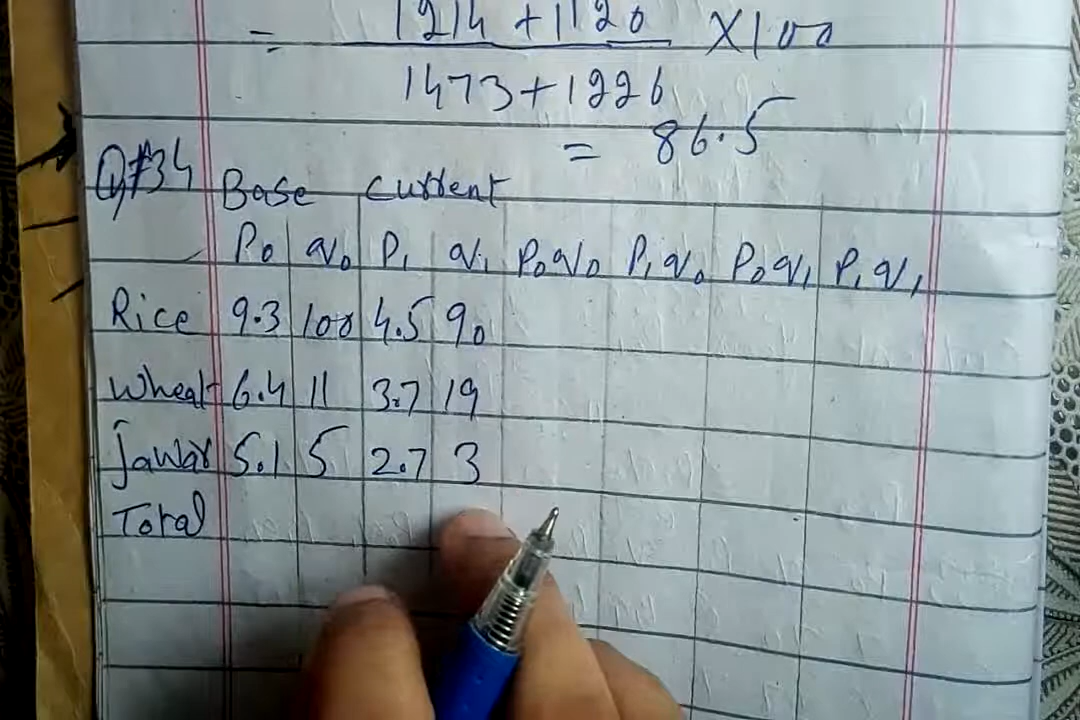 = 1214 + 1120 X100
1473 + 1226
= 86.5
Q#34 Base current
P0 q0 P1 q1 P0q0 P1q0 P0q1 P1q1
Rice 9.3 100 4.5 90
Wheat 6.4 11 3.7 19
Jawar 5.1 5 2.7 3
Total